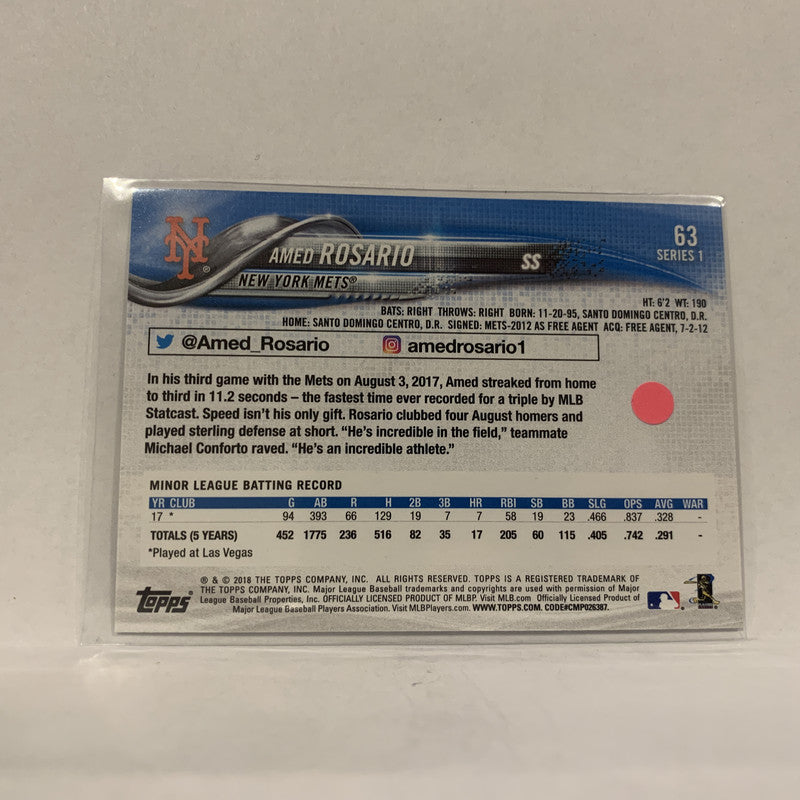 NY
®
AMED ROSARIO
SS
63
SERIES 1
NEW YORK METS®
HT: 6'2 WT: 190
BATS: RIGHT THROWS: RIGHT BORN: 11-20-95, SANTO DOMINGO CENTRO, D.R.
HOME: SANTO DOMINGO CENTRO, D.R. SIGNED: METS-2012 AS FREE AGENT ACQ: FREE AGENT, 7-2-12
@Amed_Rosario amedrosario1
In his third game with the Mets on August 3, 2017, Amed streaked from home
to third in 11.2 seconds – the fastest time ever recorded for a triple by MLB
Statcast. Speed isn't his only gift. Rosario clubbed four August homers and
played sterling defense at short. “He's incredible in the field,” teammate
Michael Conforto raved. “He's an incredible athlete.”
MINOR LEAGUE BATTING RECORD
YR CLUB G AB R H 2B 3B HR RBI SB BB SLG OPS AVG WAR
17 * 94 393 66 129 19 7 7 58 19 23 .466 .837 .328 -
TOTALS (5 YEARS) 452 1775 236 516 82 35 17 205 60 115 .405 .742 .291 -
*Played at Las Vegas
Topps®
® & © 2018 THE TOPPS COMPANY, INC. ALL RIGHTS RESERVED. TOPPS IS A REGISTERED TRADEMARK OF
THE TOPPS COMPANY, INC. Major League Baseball trademarks and copyrights are used with permission of Major
League Baseball Properties, Inc. OFFICIALLY LICENSED PRODUCT OF MLBP. Visit MLB.com Officially Licensed Product of
Major League Baseball Players Association. Visit MLBPlayers.com. WWW.TOPPS.COM. CODE#CMP026387.